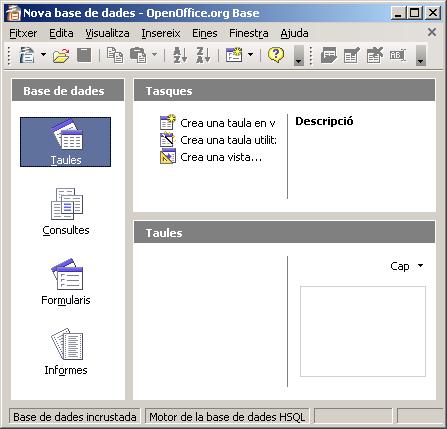 Nova base de dades - OpenOffice.org Base
Fitxer Edita Visualitza Insereix Eines Finestra Ajuda
Base de dades
Taules
Consultes
Formularis
Informes
Tasques
Crea una taula en v
Crea una taula utilit
Crea una vista...
Descripció
Taules
Cap
Base de dades incrustada Motor de la base de dades HSQL